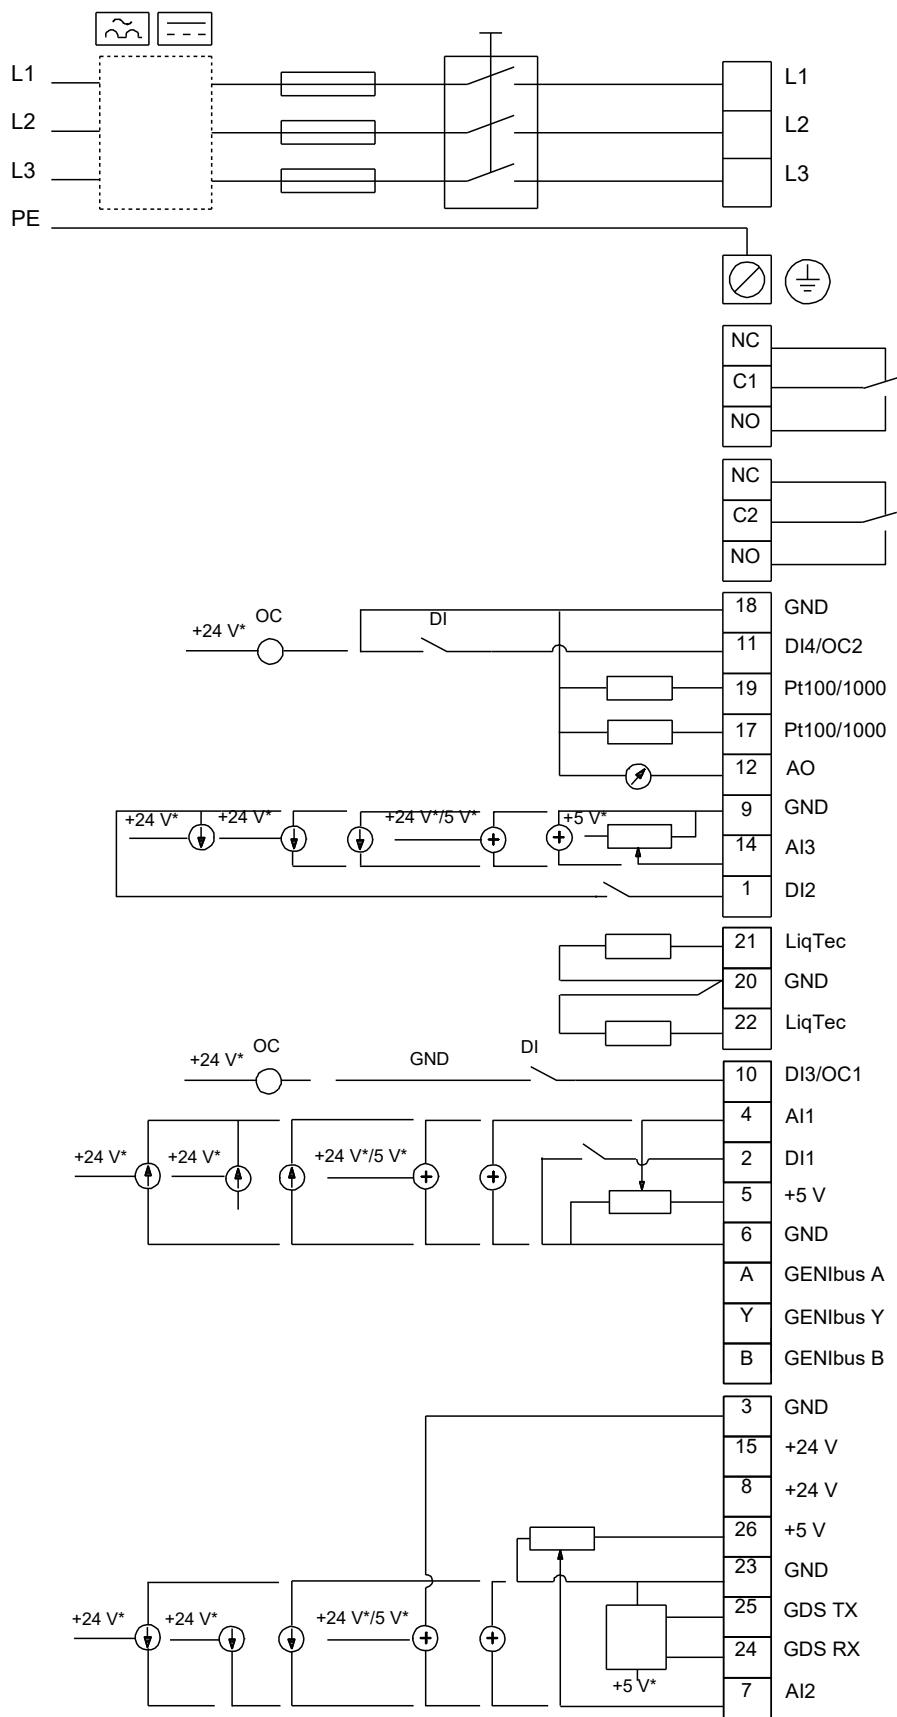 L1
L1
L2
L2
L3
L3
PE
NC
C1
NO
NC
C2
NO
18 GND
+24 V* OC DI
11 DI4/OC2
19 Pt100/1000
17 Pt100/1000
12 AO
9 GND
+24 V* +24 V* +24 V*/5 V* +5 V*
14 AI3
1 DI2
21 LiqTec
20 GND
22 LiqTec
+24 V* OC GND DI
10 DI3/OC1
4 AI1
+24 V* +24 V* +24 V*/5 V*
2 DI1
5 +5 V
6 GND
A GENIbus A
Y GENIbus Y
B GENIbus B
3 GND
15 +24 V
8 +24 V
26 +5 V
23 GND
25 GDS TX
+24 V* +24 V* +24 V*/5 V*
24 GDS RX
+5 V*
7 AI2